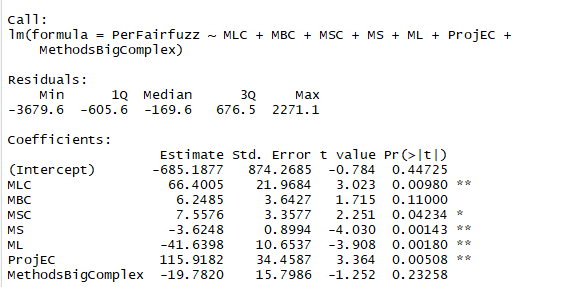 Call:
lm(formula = PerFairfuzz ~ MLC + MBC + MSC + MS + ML + ProjEC +
    MethodsBigComplex)
Residuals:
    Min      1Q  Median      3Q     Max
-3679.6  -605.6  -169.6   676.5  2271.1
Coefficients:
                   Estimate Std. Error t value Pr(>|t|)
(Intercept)       -685.1877   874.2685  -0.784  0.44725
MLC                 66.4005    21.9684   3.023  0.00980 **
MBC                  6.2485     3.6427   1.715  0.11000
MSC                  7.5576     3.3577   2.251  0.04234 *
MS                  -3.6248     0.8994  -4.030  0.00143 **
ML                 -41.6398    10.6537  -3.908  0.00180 **
ProjEC             115.9182    34.4587   3.364  0.00508 **
MethodsBigComplex  -19.7820    15.7986  -1.252  0.23258